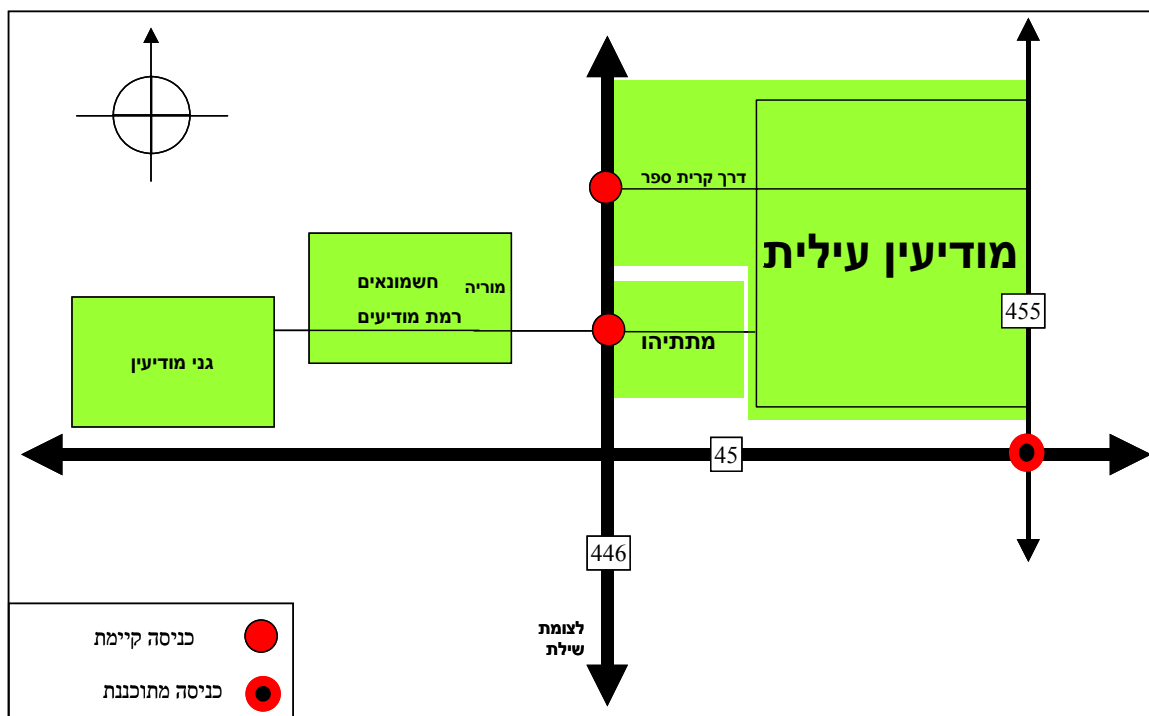 דרך קרית ספר
מודיעין עילית
חשמונאים
מוריה
רמת מודיעים
455
מתתיהו
גני מודיעין
45
446
לצומת
שילת
כניסה קיימת
כניסה מתוכננת